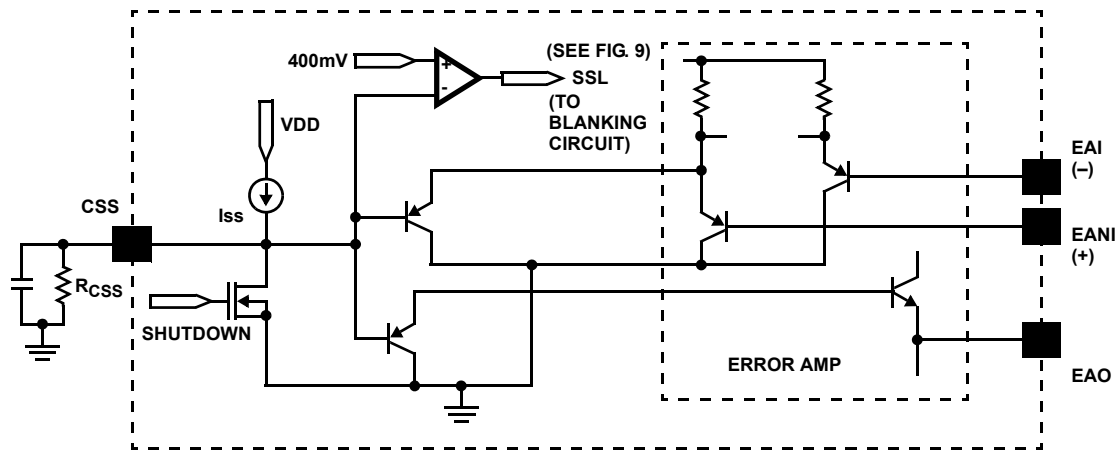 400mV
+
-
(SEE FIG. 9)
SSL
(TO
BLANKING
CIRCUIT)
VDD
EAI
(–)
CSS
Iss
EANI
(+)
RCSS
SHUTDOWN
ERROR AMP
EAO